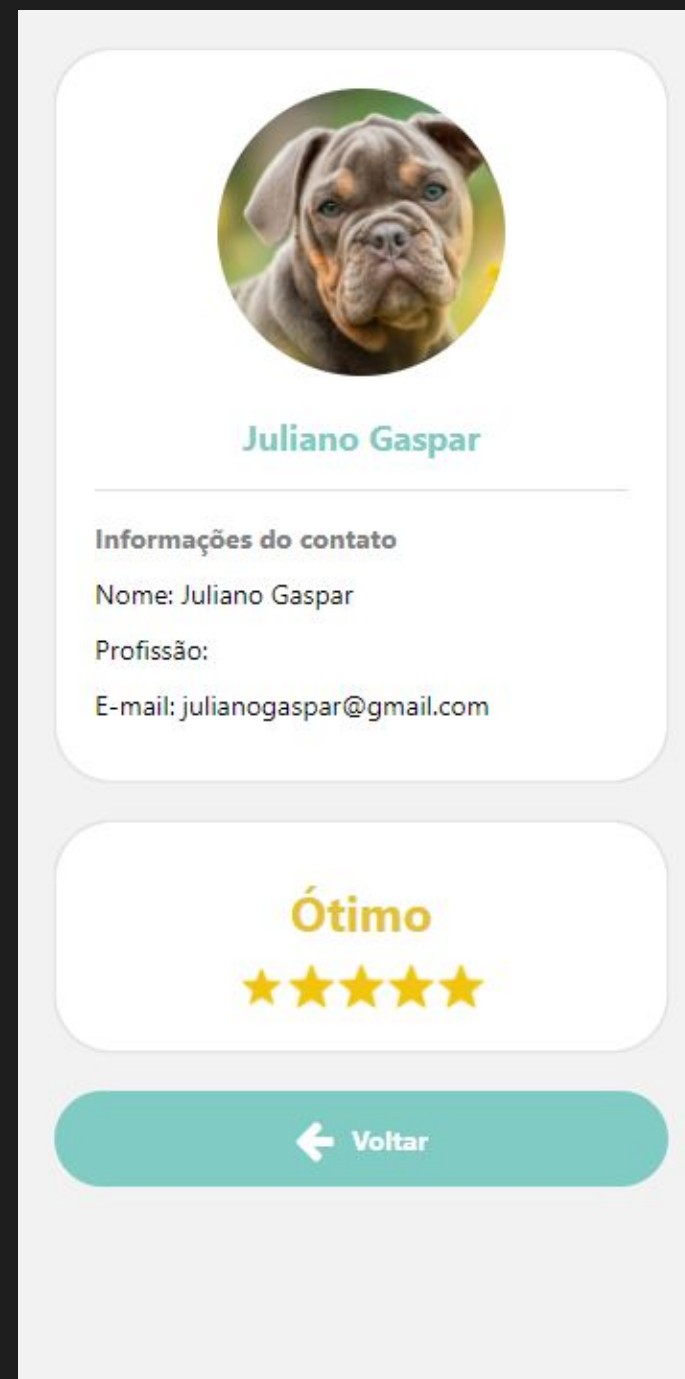 Juliano Gaspar
Informações do contato
Nome: Juliano Gaspar
Profissão:
E-mail: julianogaspar@gmail.com
Ótimo
Voltar